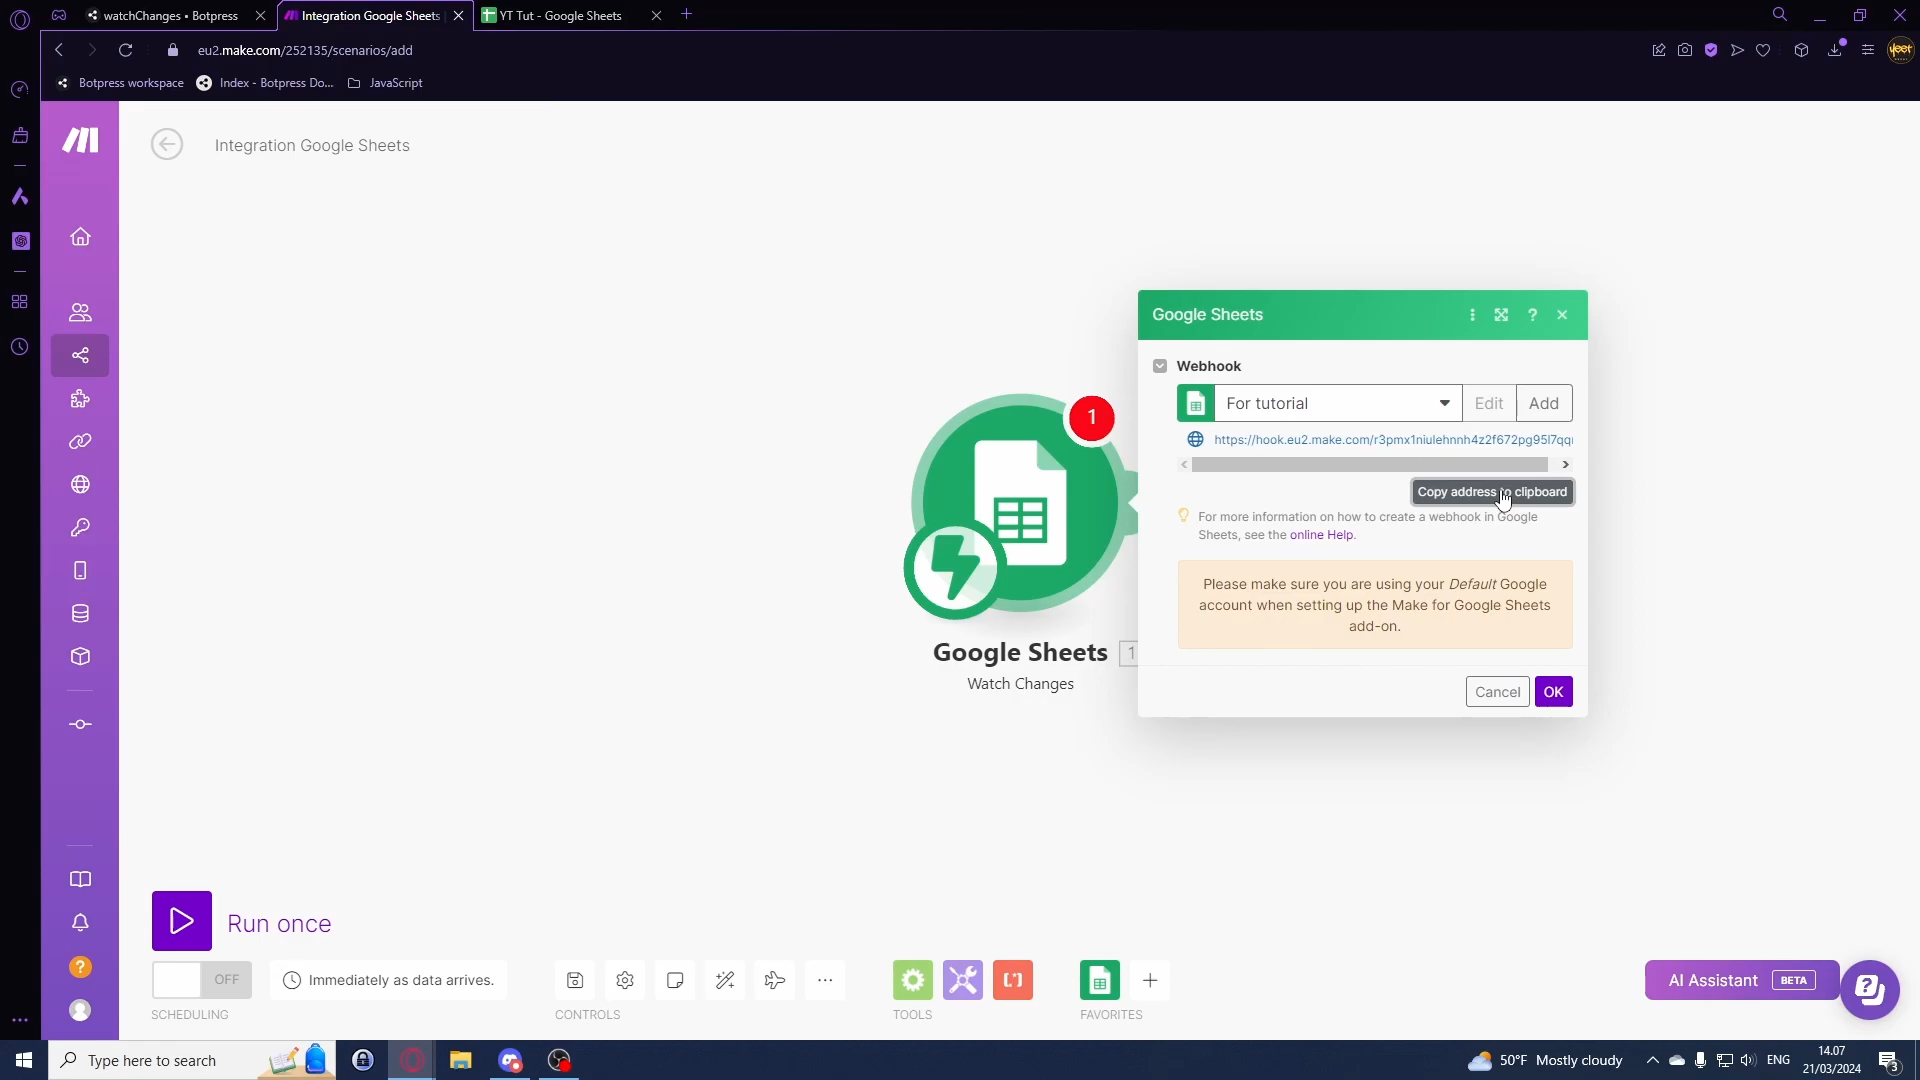 watchChanges • Botpress
Integration Google Sheets
YT Tut - Google Sheets
eu2.make.com/252135/scenarios/add
Botpress workspace
Index - Botpress Do...
JavaScript
Integration Google Sheets
Google Sheets
Webhook
For tutorial
Edit
Add
https://hook.eu2.make.com/r3pmx1niulehnnh4z2f672pg95l7qq
Copy address to clipboard
For more information on how to create a webhook in Google
Sheets, see the online Help.
Please make sure you are using your Default Google
account when setting up the Make for Google Sheets
add-on.
Cancel
OK
1
Google Sheets
1
Watch Changes
Run once
OFF
Immediately as data arrives.
SCHEDULING
CONTROLS
TOOLS
FAVORITES
AI Assistant
BETA
Type here to search
50°F Mostly cloudy
ENG
14.07
21/03/2024
3